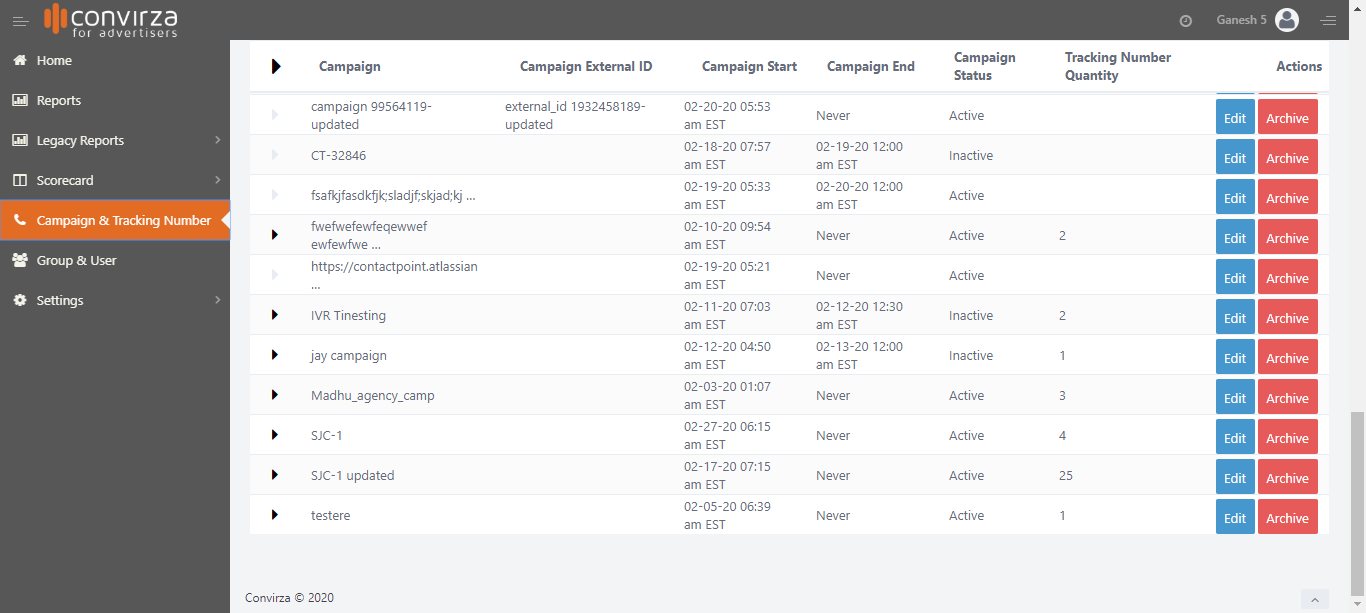 convirza
for advertisers
Ganesh 5
Home
Reports
Legacy Reports
Scorecard
Campaign & Tracking Number
Group & User
Settings
Campaign
Campaign External ID
Campaign Start
Campaign End
Campaign
Status
Tracking Number
Quantity
Actions
campaign 99564119-
updated
external_id 1932458189-
updated
02-20-20 05:53
am EST
Never
Active
Edit
Archive
CT-32846
02-18-20 07:57
am EST
02-19-20 12:00
am EST
Inactive
Edit
Archive
fsafkjfasdkfjk;sladjf;skjad;kj ...
02-19-20 05:33
am EST
02-20-20 12:00
am EST
Active
Edit
Archive
fwefwefewfeqewwef
ewfewfwe ...
02-10-20 09:54
am EST
Never
Active
2
Edit
Archive
https://contactpoint.atlassian
...
02-19-20 05:21
am EST
Never
Active
Edit
Archive
IVR Tinesting
02-11-20 07:03
am EST
02-12-20 12:30
am EST
Inactive
2
Edit
Archive
jay campaign
02-12-20 04:50
am EST
02-13-20 12:00
am EST
Inactive
1
Edit
Archive
Madhu_agency_camp
02-03-20 01:07
am EST
Never
Active
3
Edit
Archive
SJC-1
02-27-20 06:15
am EST
Never
Active
4
Edit
Archive
SJC-1 updated
02-17-20 07:15
am EST
Never
Active
25
Edit
Archive
testere
02-05-20 06:39
am EST
Never
Active
1
Edit
Archive
Convirza © 2020